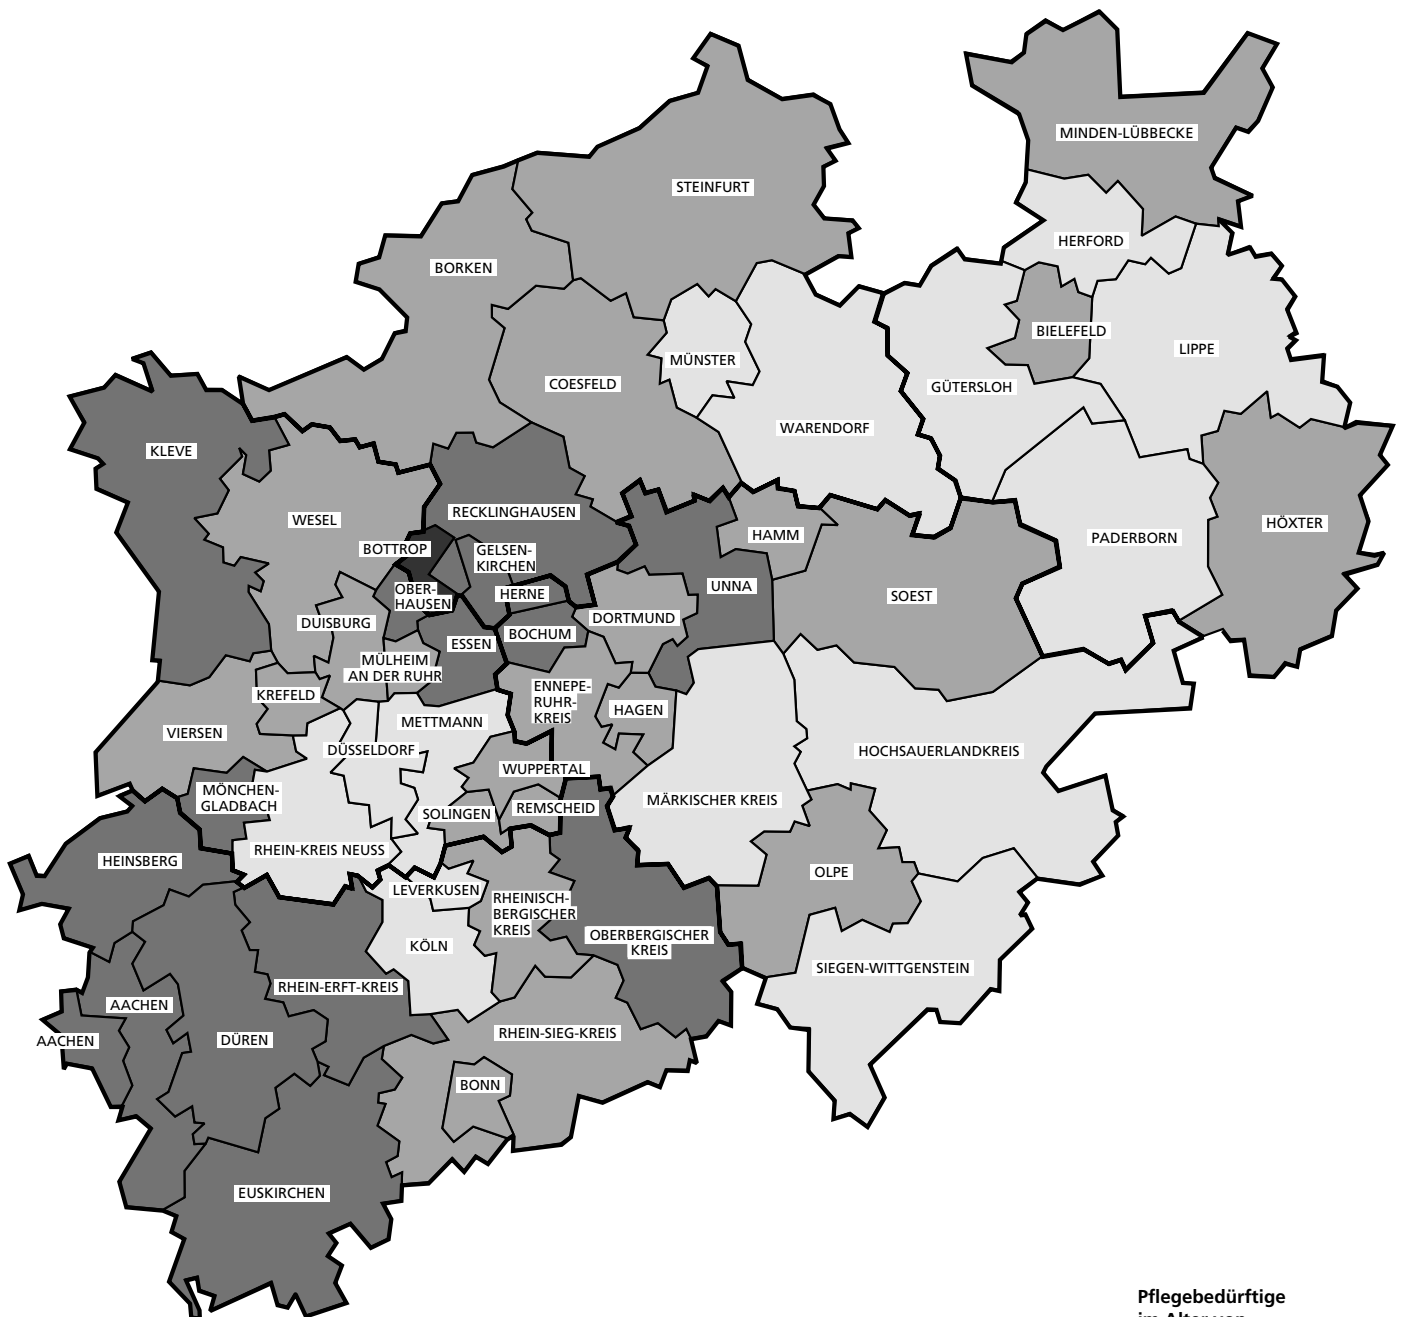 MINDEN-LÜBBECKE
STEINFURT
HERFORD
BORKEN
BIELEFELD
LIPPE
MÜNSTER
COESFELD
GÜTERSLOH
WARENDORF
KLEVE
RECKLINGHAUSEN
WESEL
HÖXTER
HAMM
PADERBORN
BOTTROP
GELSEN-
KIRCHEN
UNNA
OBER-
HAUSEN
HERNE
SOEST
DORTMUND
DUISBURG
BOCHUM
ESSEN
MÜLHEIM
AN DER RUHR
KREFELD
ENNEPE-
RUHR-
KREIS
HAGEN
METTMANN
VIERSEN
DÜSSELDORF
HOCHSAUERLANDKREIS
WUPPERTAL
MÖNCHEN-
GLADBACH
MÄRKISCHER KREIS
REMSCHEID
SOLINGEN
RHEIN-KREIS NEUSS
HEINSBERG
OLPE
LEVERKUSEN
RHEINISCH-
BERGISCHER
KREIS
OBERBERGISCHER
KREIS
KÖLN
SIEGEN-WITTGENSTEIN
RHEIN-ERFT-KREIS
AACHEN
RHEIN-SIEG-KREIS
AACHEN
DÜREN
BONN
EUSKIRCHEN
Pflegebedürftige
im Alter von